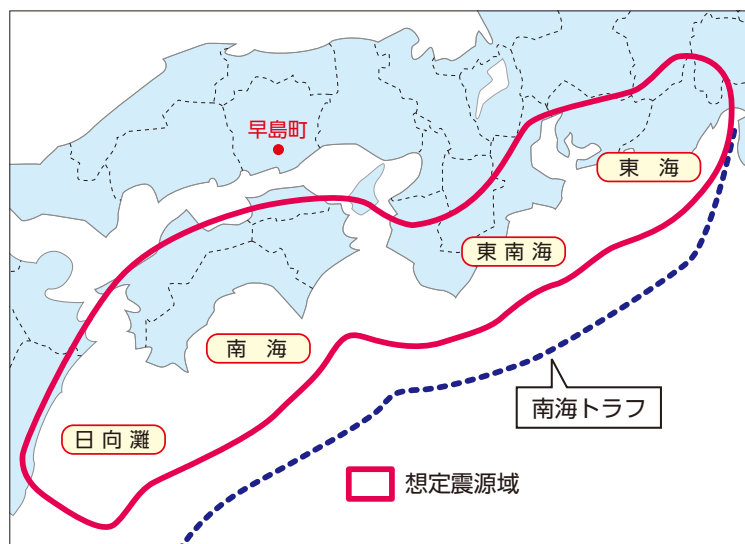 早島町
東海
東南海
南海
日向灘
南海トラフ
想定震源域